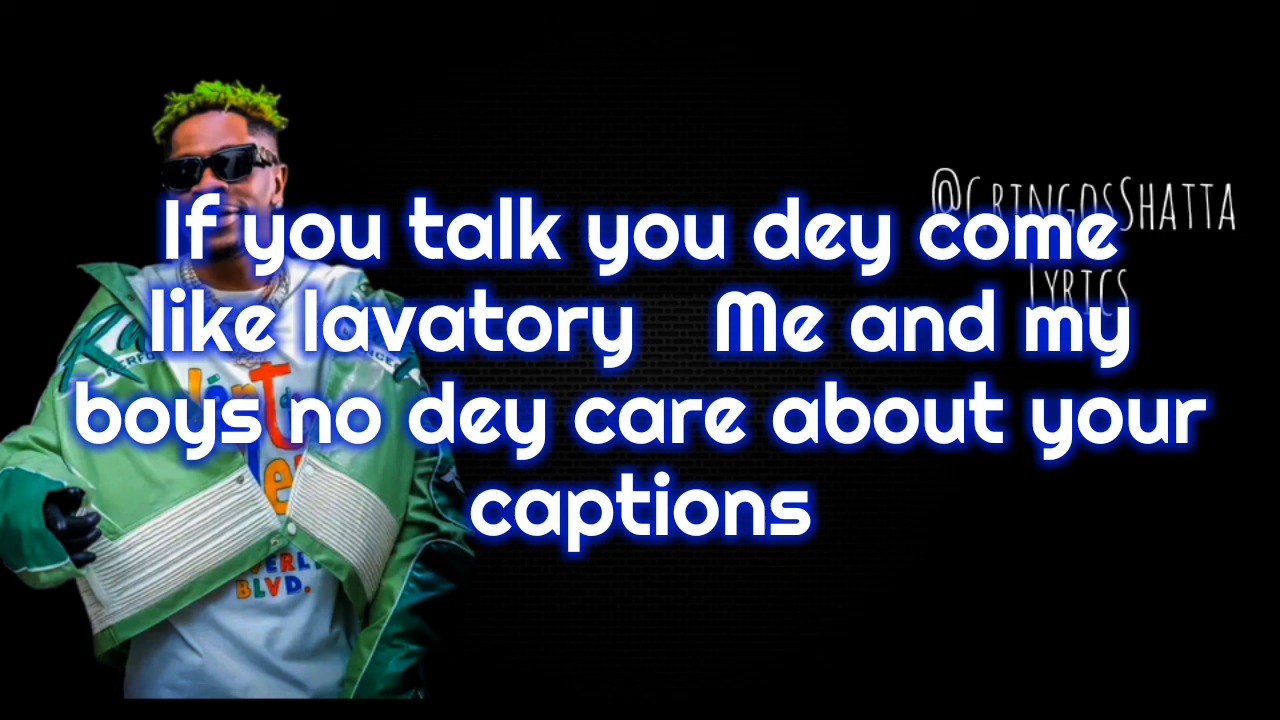 @GringosShatta
Lyrics
If you talk you dey come
like lavatory Me and my
boys no dey care about your
captions
BLVD.